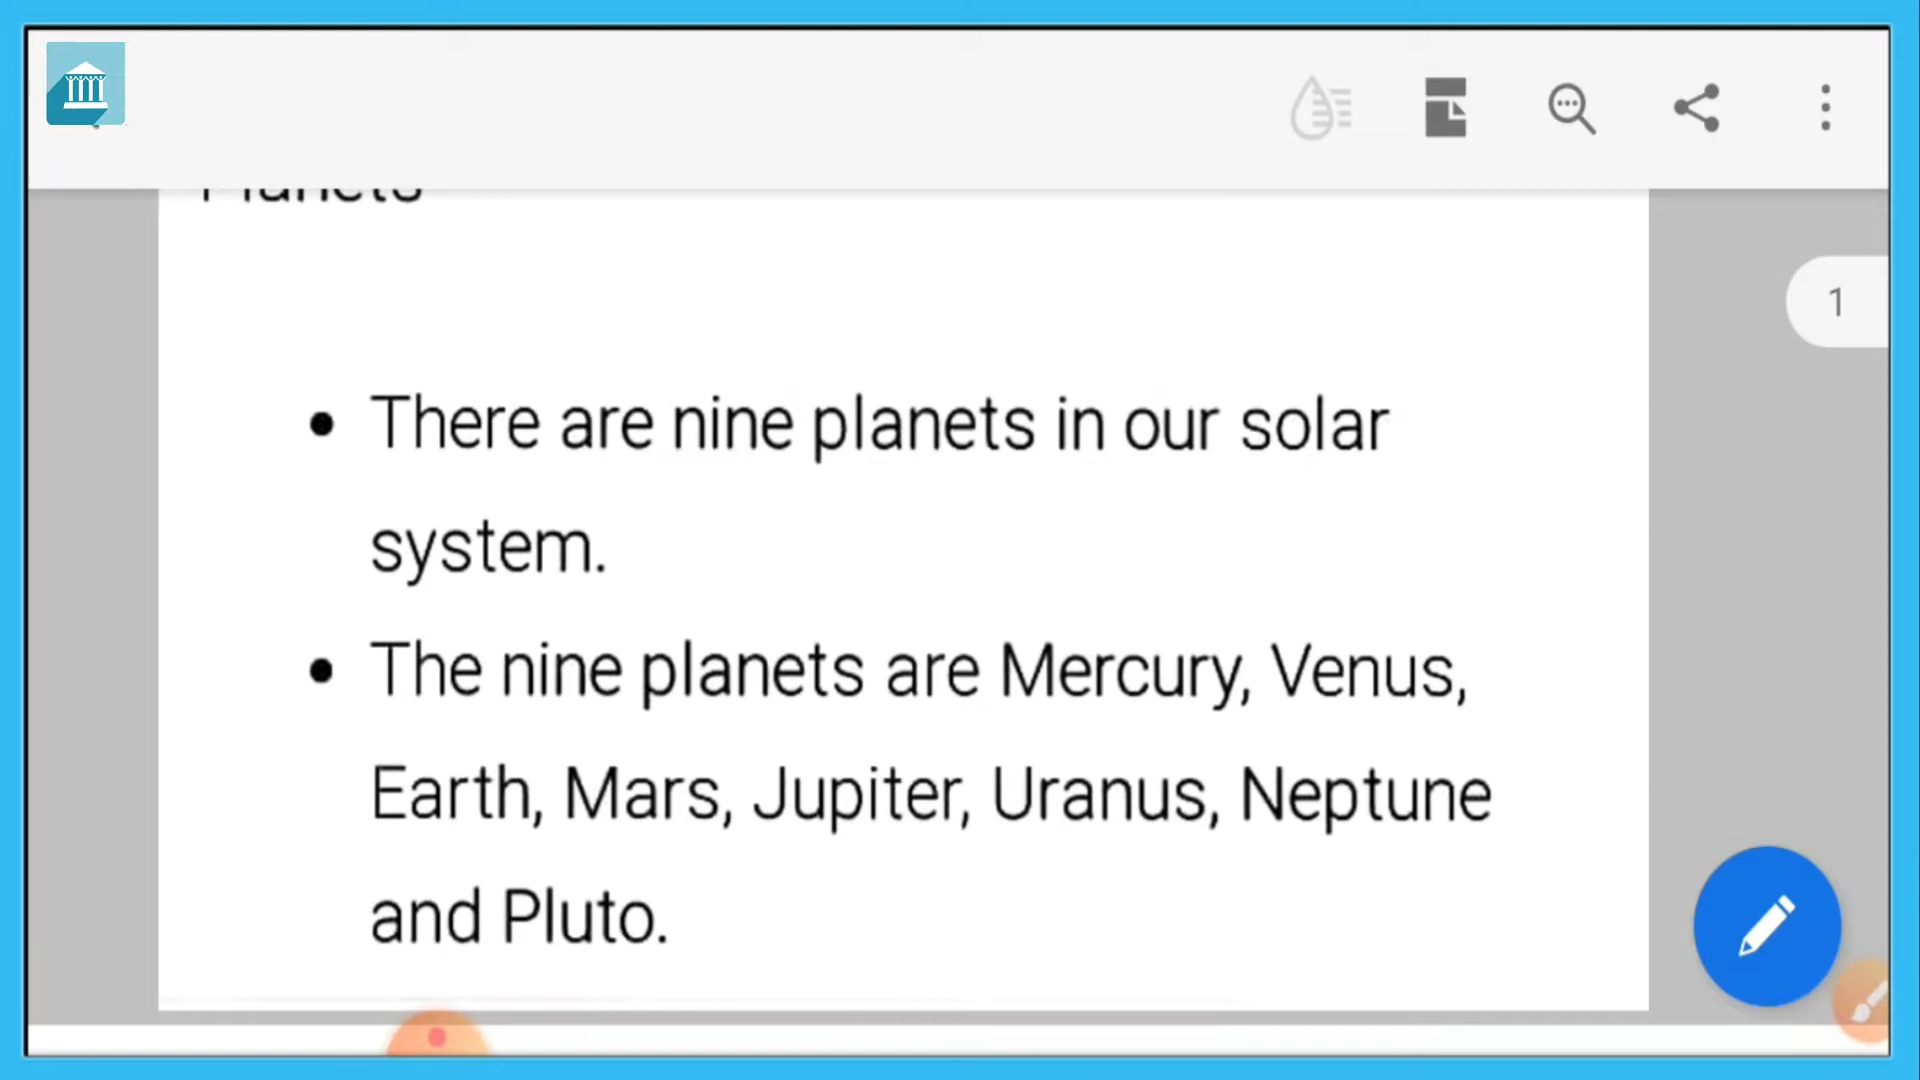 Planets
1
• There are nine planets in our solar
system.
• The nine planets are Mercury, Venus,
Earth, Mars, Jupiter, Uranus, Neptune
and Pluto.